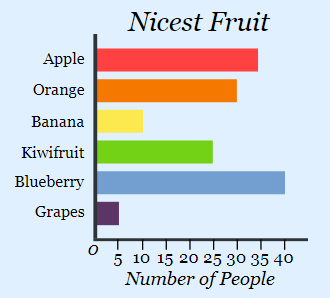 Nicest Fruit
Apple
Orange
Banana
Kiwifruit
Blueberry
Grapes
0 5 10 15 20 25 30 35 40
Number of People